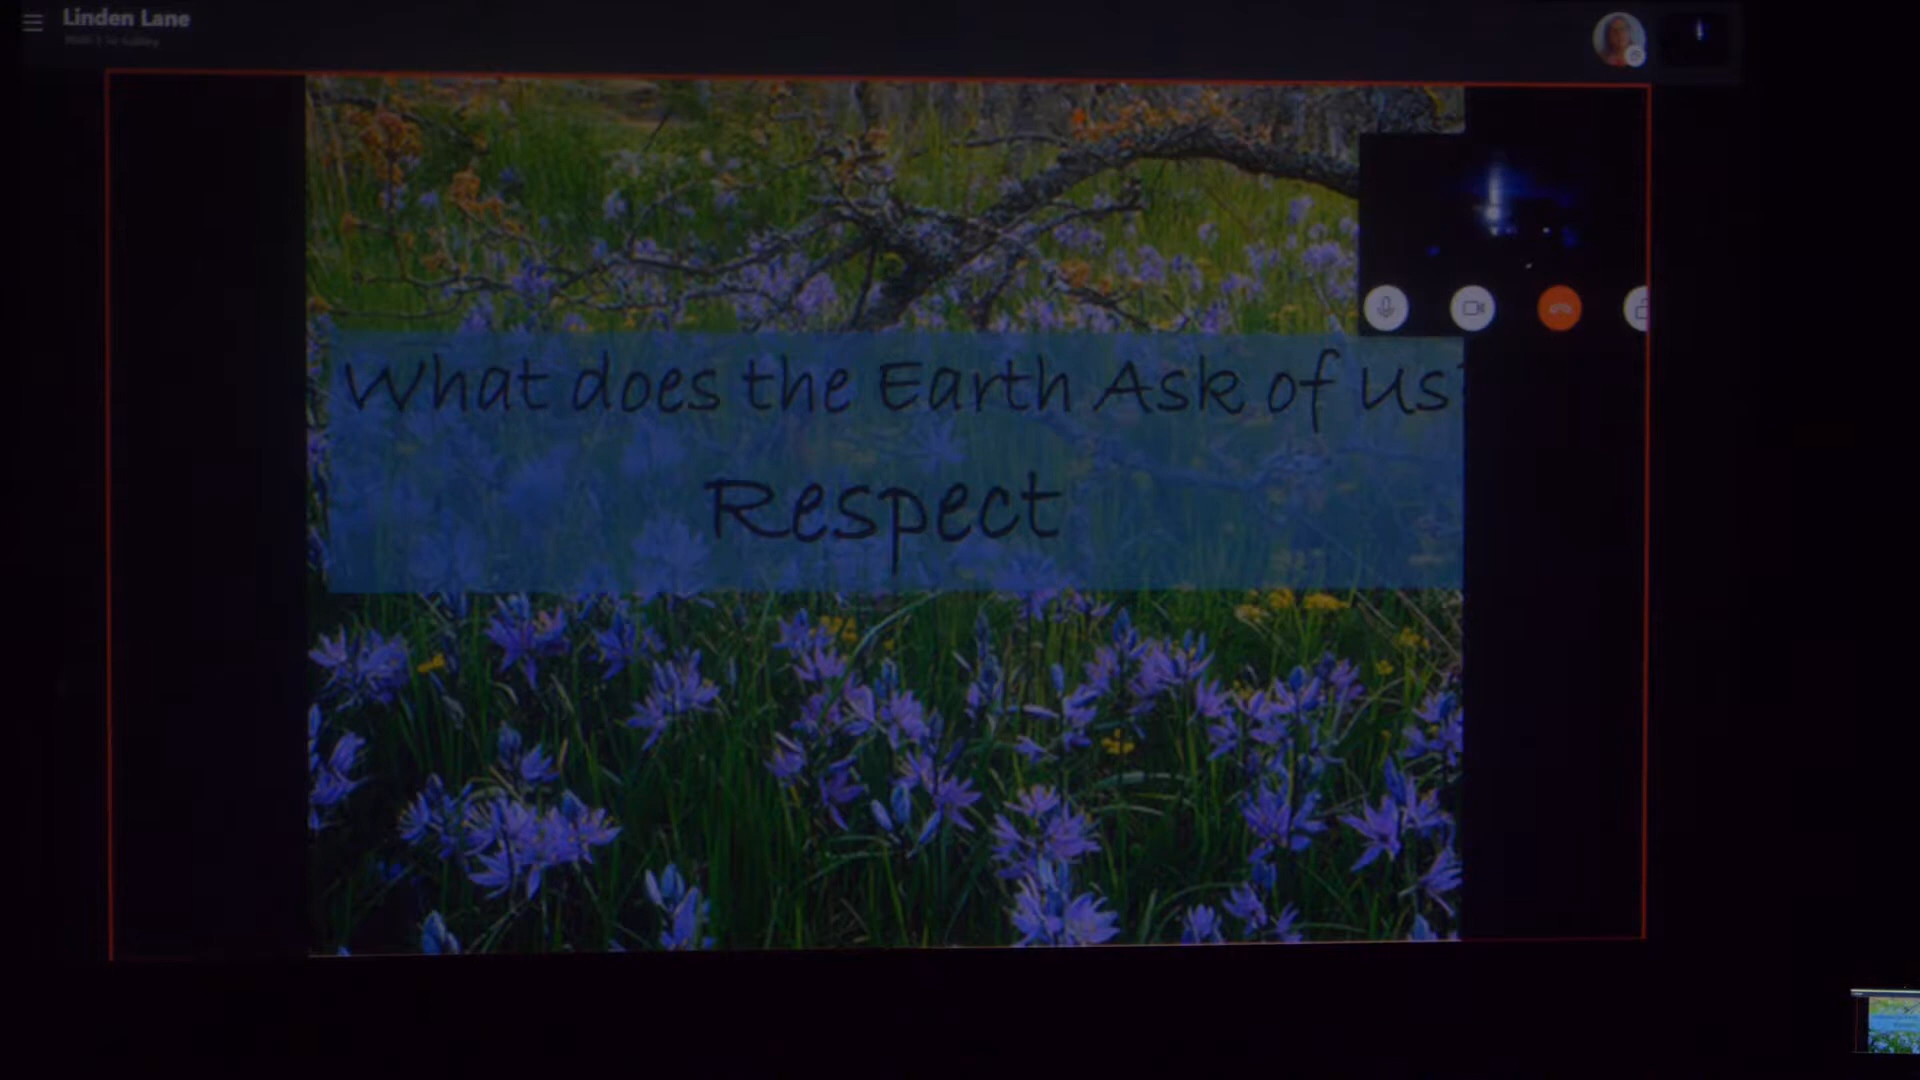 Linden Lane
What does the Earth Ask of Us?
Respect